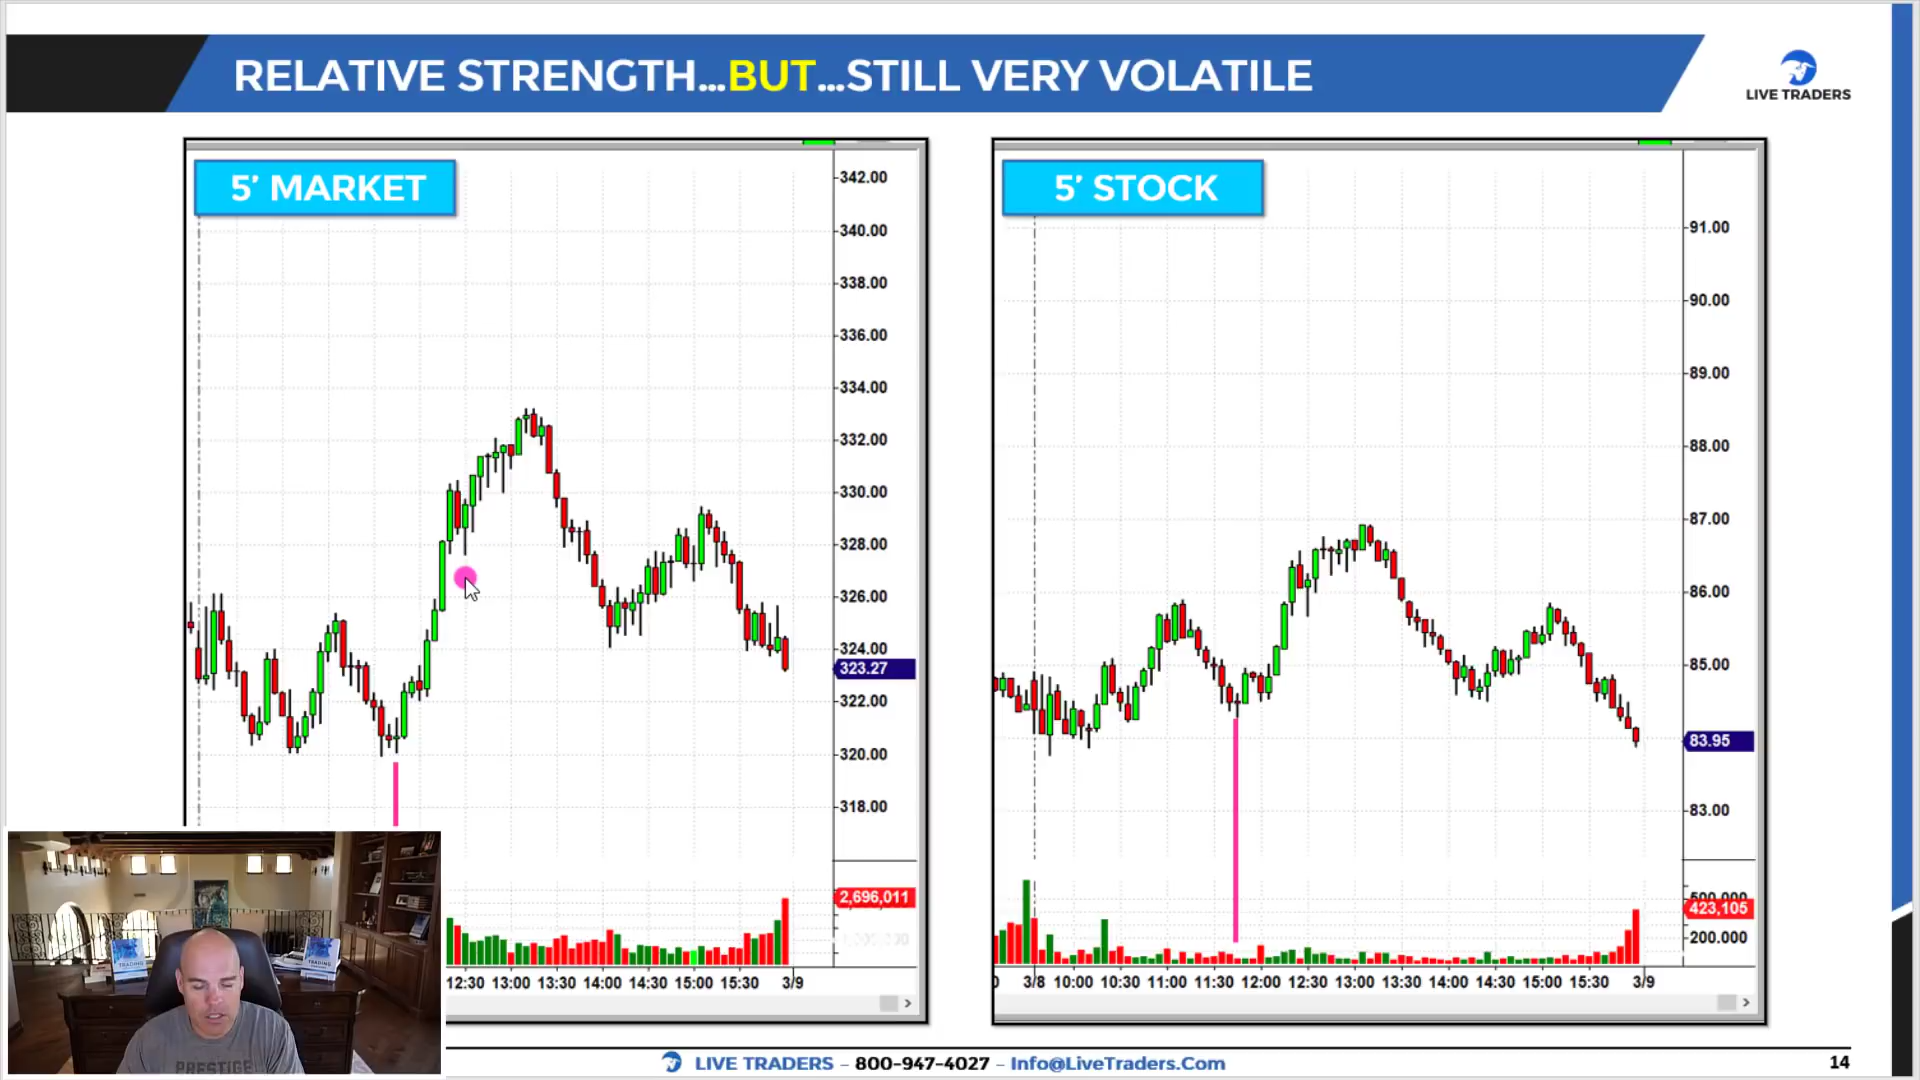 RELATIVE STRENGTH...BUT...STILL VERY VOLATILE
LIVE TRADERS
5' MARKET
342.00
340.00
338.00
336.00
334.00
332.00
330.00
328.00
326.00
324.00
323.27
322.00
320.00
318.00
2,696,011
12:30 13:00 13:30 14:00 14:30 15:00 15:30 3/9
5' STOCK
91.00
90.00
89.00
88.00
87.00
86.00
85.00
83.95
83.00
423,105
200.000
3/8 10:00 10:30 11:00 11:30 12:00 12:30 13:00 13:30 14:00 14:30 15:00 15:30 3/9
TRADING
TRADING
PRESTIGE
LIVE TRADERS – 800-947-4027 – Info@LiveTraders.Com
14